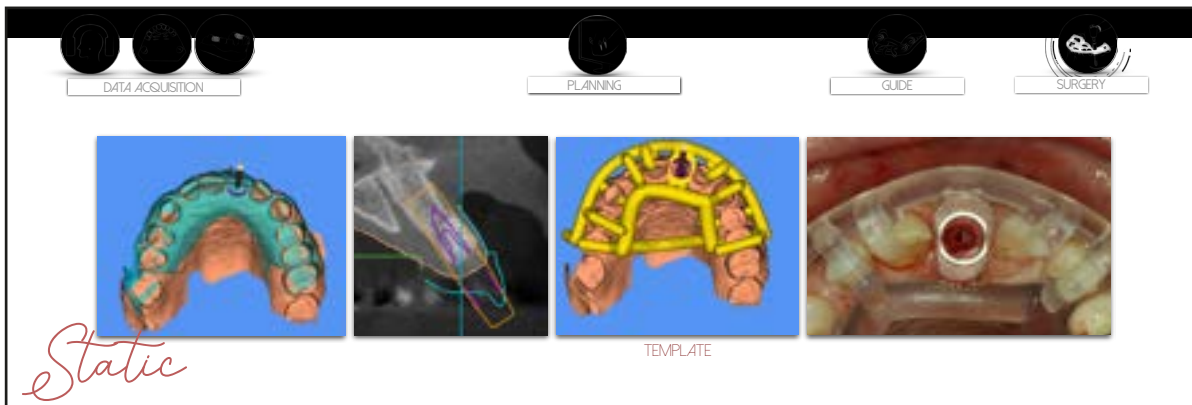 DATA ACQUISITION
PLANNING
GUIDE
SURGERY
TEMPLATE
Static